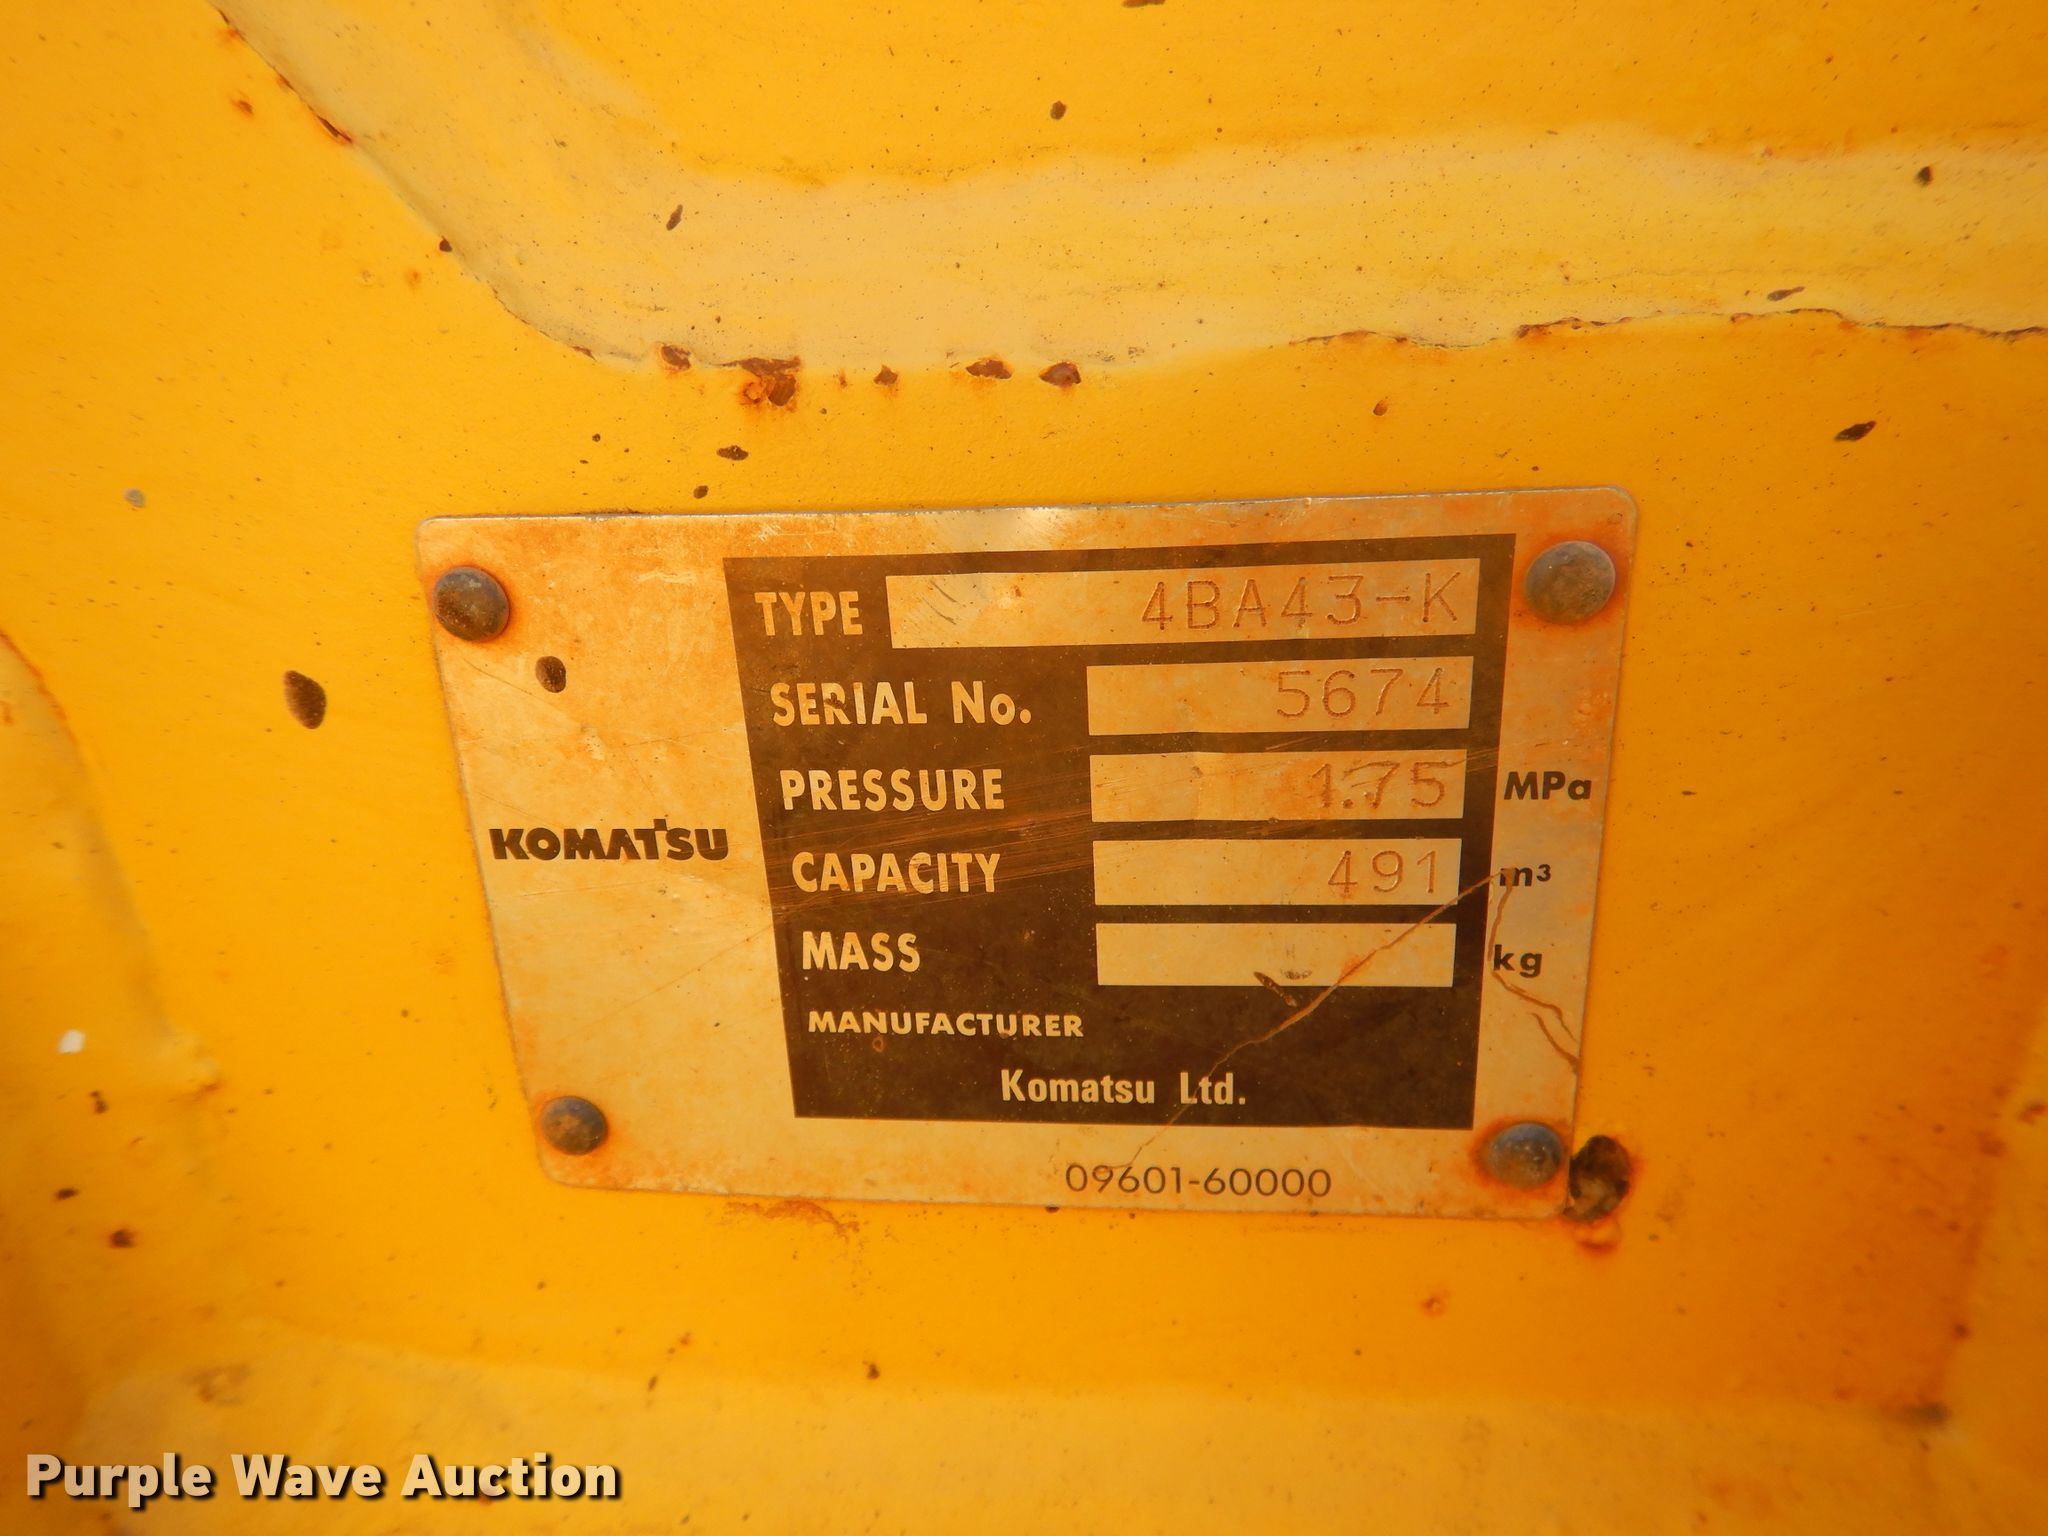 TYPE 4BA43-K
SERIAL No. 5674
PRESSURE 1.75 MPa
KOMATSU
CAPACITY 491 m³
MASS kg
MANUFACTURER
Komatsu Ltd.
09601-60000
Purple Wave Auction